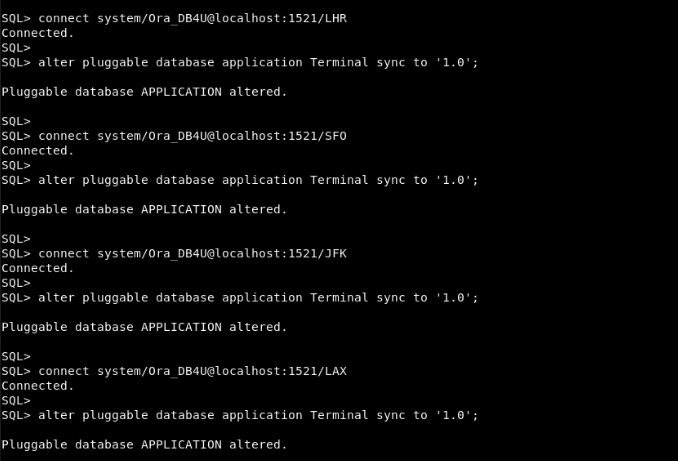 SQL> connect system/Ora_DB4U@localhost:1521/LHR
Connected.
SQL>
SQL> alter pluggable database application Terminal sync to '1.0';
Pluggable database APPLICATION altered.
SQL>
SQL> connect system/Ora_DB4U@localhost:1521/SFO
Connected.
SQL>
SQL> alter pluggable database application Terminal sync to '1.0';
Pluggable database APPLICATION altered.
SQL>
SQL> connect system/Ora_DB4U@localhost:1521/JFK
Connected.
SQL>
SQL> alter pluggable database application Terminal sync to '1.0';
Pluggable database APPLICATION altered.
SQL>
SQL> connect system/Ora_DB4U@localhost:1521/LAX
Connected.
SQL>
SQL> alter pluggable database application Terminal sync to '1.0';
Pluggable database APPLICATION altered.